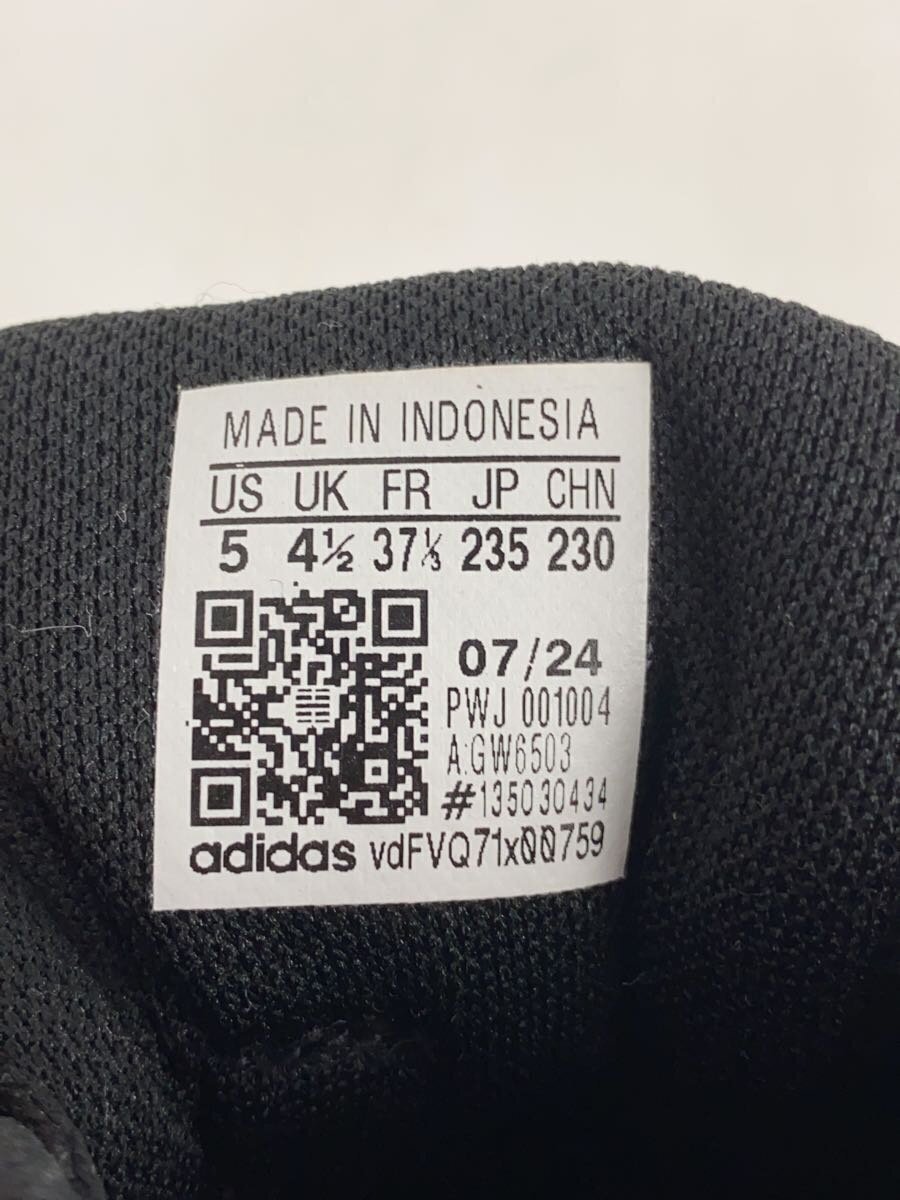 MADE IN INDONESIA
US UK FR JP CHN
5 4½ 37⅓ 235 230
07/24
PWJ 001004
A:GW6503
#135030434
adidas vdFVQ71x00759